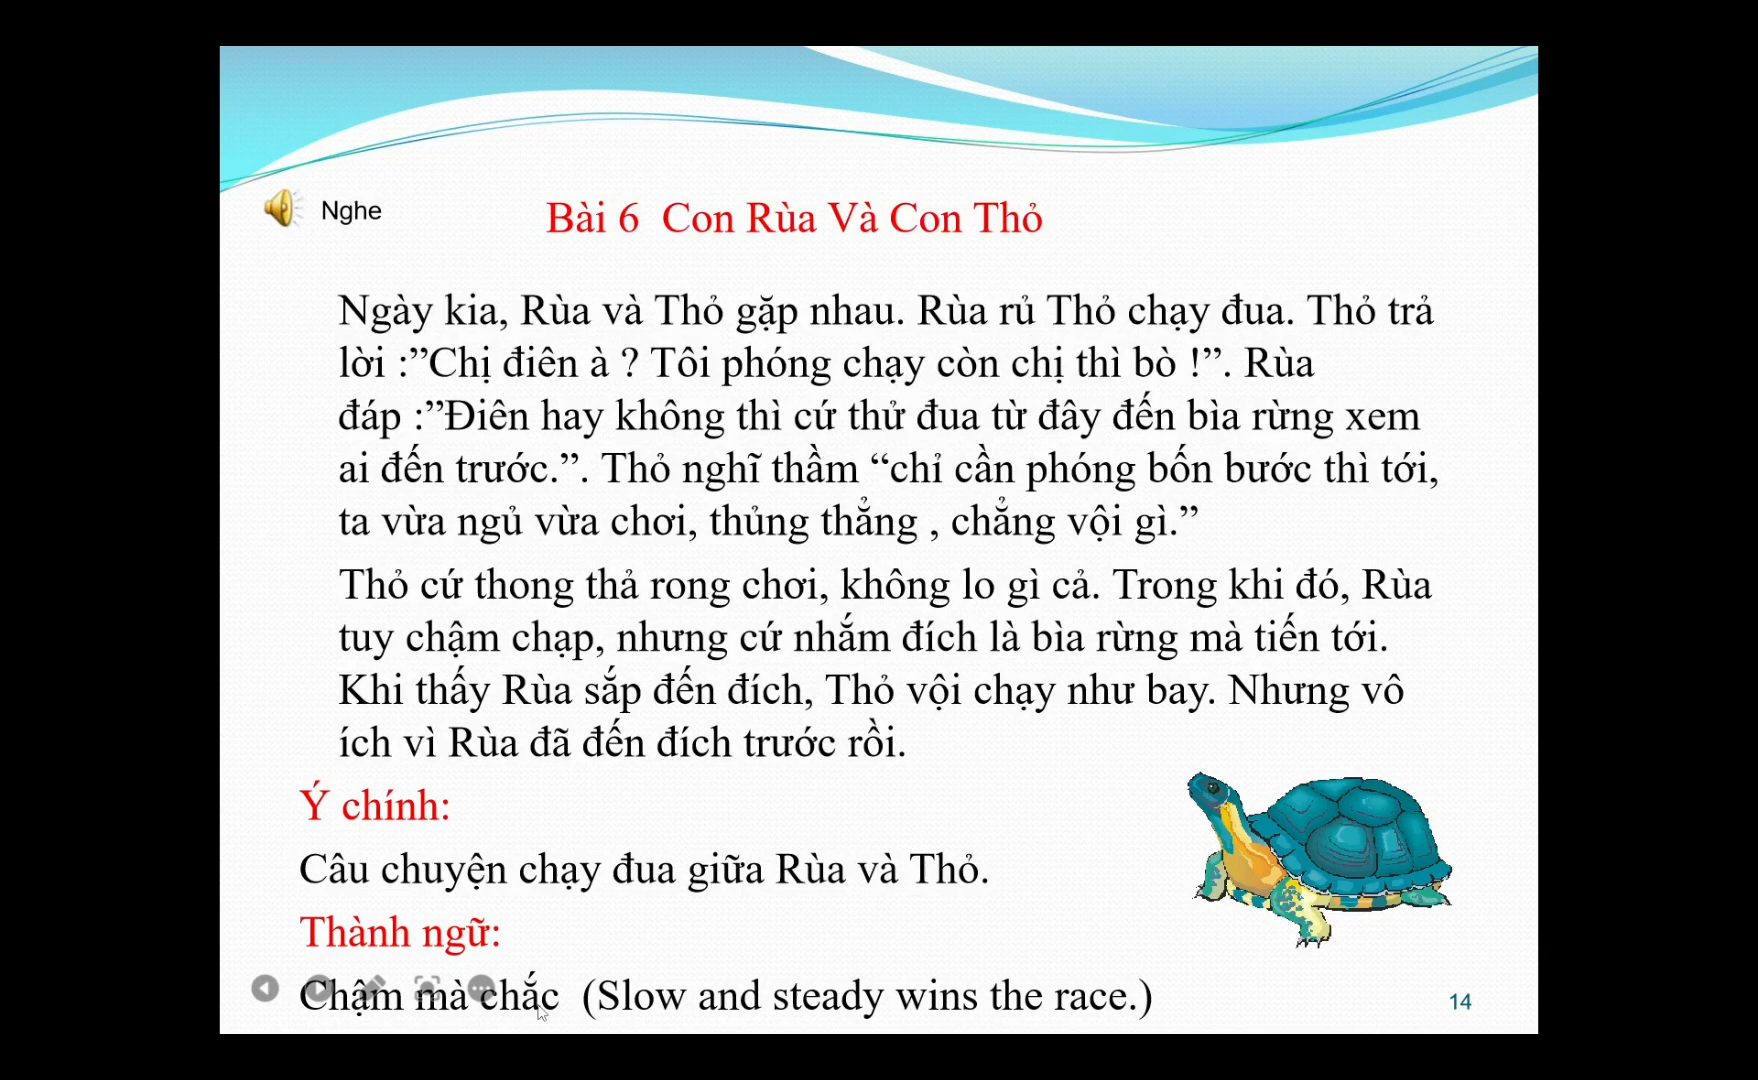 Nghe
Bài 6  Con Rùa Và Con Thỏ
Ngày kia, Rùa và Thỏ gặp nhau. Rùa rủ Thỏ chạy đua. Thỏ trả
lời :”Chị điên à ? Tôi phóng chạy còn chị thì bò !”. Rùa
đáp :”Điên hay không thì cứ thử đua từ đây đến bìa rừng xem
ai đến trước.”. Thỏ nghĩ thầm “chỉ cần phóng bốn bước thì tới,
ta vừa ngủ vừa chơi, thủng thẳng , chẳng vội gì.”
Thỏ cứ thong thả rong chơi, không lo gì cả. Trong khi đó, Rùa
tuy chậm chạp, nhưng cứ nhắm đích là bìa rừng mà tiến tới.
Khi thấy Rùa sắp đến đích, Thỏ vội chạy như bay. Nhưng vô
ích vì Rùa đã đến đích trước rồi.
Ý chính:
Câu chuyện chạy đua giữa Rùa và Thỏ.
Thành ngữ:
Chậm mà chắc  (Slow and steady wins the race.)
14